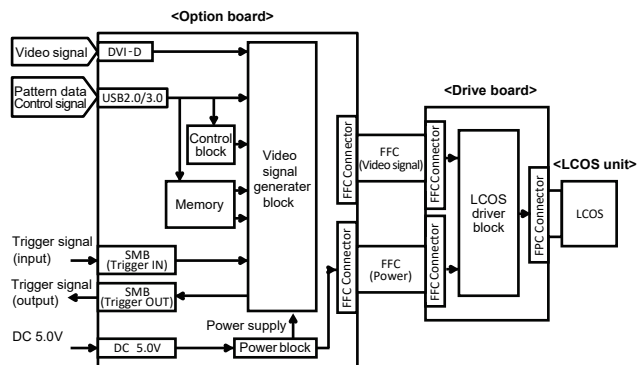 <Option board>
Video signal
DVI-D
Pattern data
Control signal
USB2.0/3.0
Control
block
Memory
Video
signal
generater
block
Trigger signal
(input)
SMB
(Trigger IN)
Trigger signal
(output)
SMB
(Trigger OUT)
Power supply
DC 5.0V
DC 5.0V
Power block
FFC Connector
FFC Connector
FFC
(Video signal)
FFC
(Power)
<Drive board>
FFC Connector
FFC Connector
LCOS
driver
block
FPC Connector
<LCOS unit>
LCOS